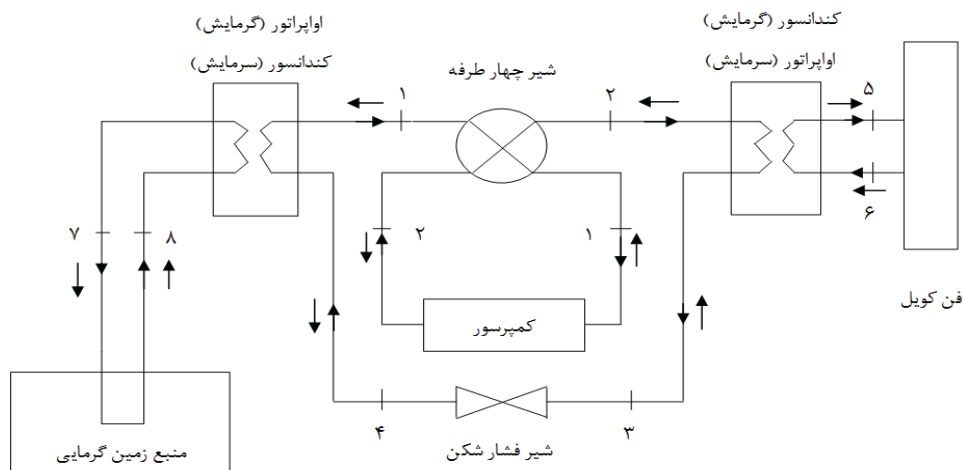 اواپراتور (گرمایش)
کندانسور (سرمایش)
شیر چهار طرفه
کندانسور (گرمایش)
اواپراتور (سرمایش)
۱
۲
۵
۶
۷
۸
۲
۱
کمپرسور
فن کویل
۴
۳
شیر فشار شکن
منبع زمین گرمایی